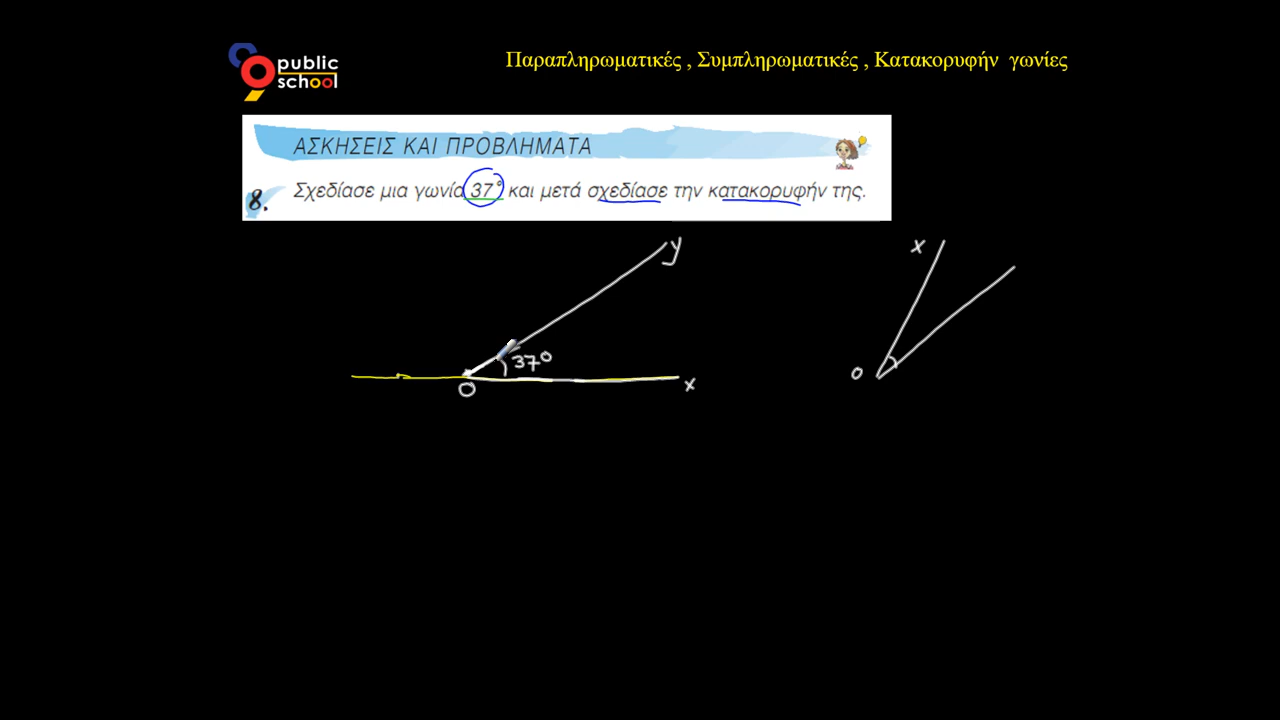 public
school
Παραπληρωματικές , Συμπληρωματικές , Κατακορυφήν γωνίες
ΑΣΚΗΣΕΙΣ ΚΑΙ ΠΡΟΒΛΗΜΑΤΑ
8. Σχεδίασε μια γωνία 37° και μετά σχεδίασε την κατακορυφήν της.
y
x
37°
O
x
O